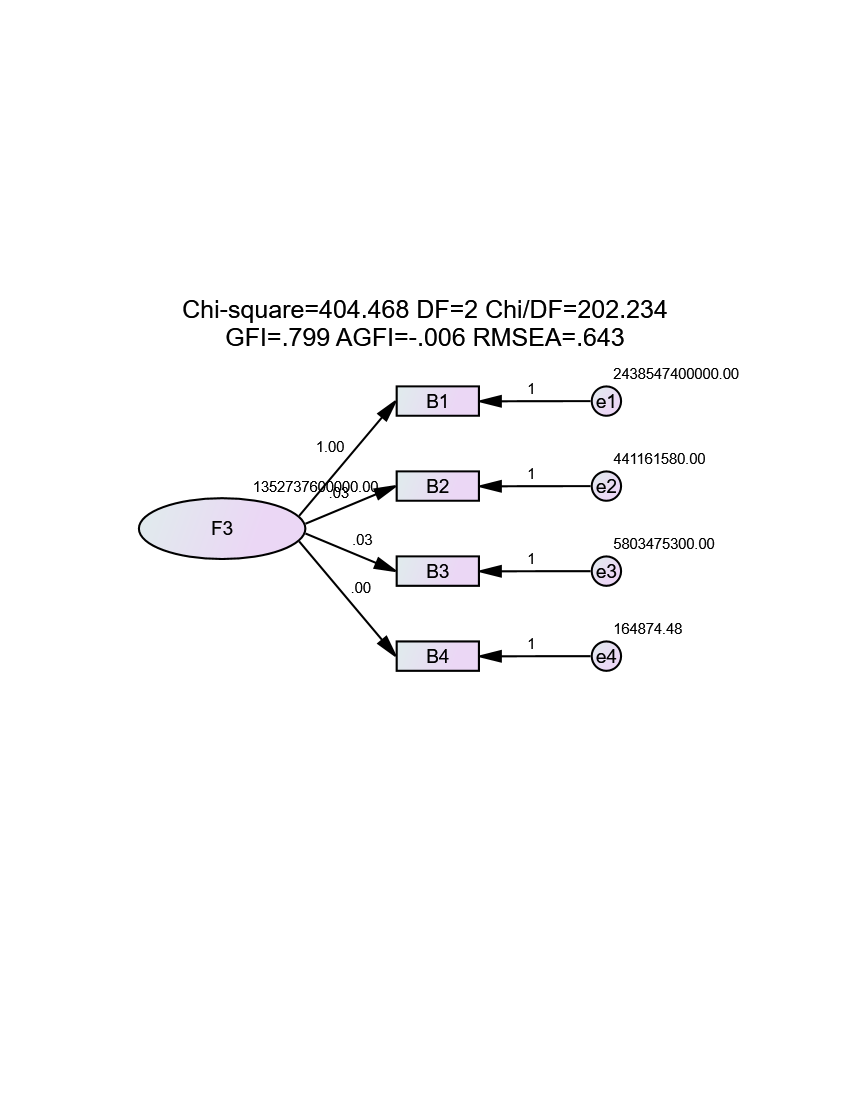 Chi-square=404.468 DF=2 Chi/DF=202.234
GFI=.799 AGFI=-.006 RMSEA=.643
2438547400000.00
B1
1
e1
1.00
441161580.00
1352737600000.00
.03
B2
1
e2
F3
5803475300.00
.03
B3
1
e3
.00
164874.48
B4
1
e4